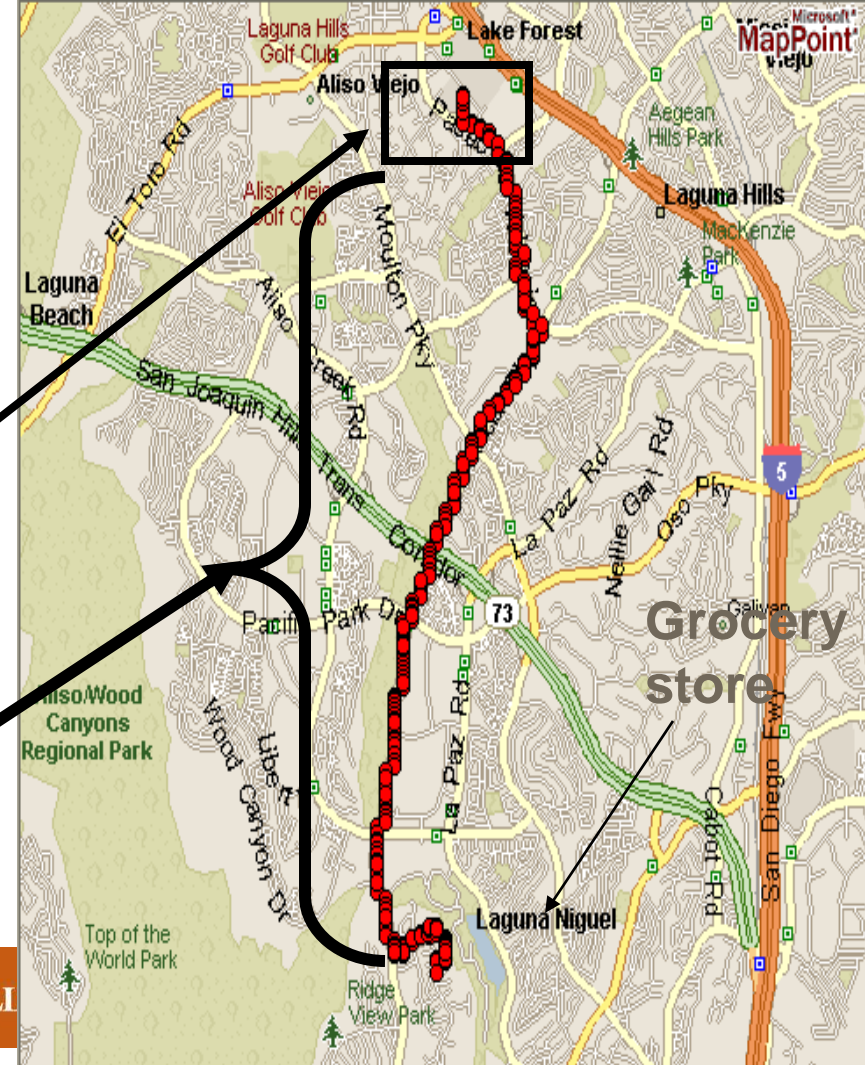 Microsoft®
MapPoint®
Viejo
Laguna Hills
Golf Club
Lake Forest
Aliso Viejo
Aegean
Hills Park
El Toro Rd
Aliso Viejo
Golf Club
Laguna Hills
MacKenzie
Park
Moulton Pky
Laguna
Beach
Aliso Creek Rd
San Joaquin Hills Trans Corridor
La Paz Rd
Nellie Gail Rd
Oso Pky
5
73
Pacific Park Dr
Galivan
Grocery
store
Aliso/Wood
Canyons
Regional Park
Wood Canyon Dr
La Paz Rd
San Diego Fwy
Cabot Rd
Laguna Niguel
Top of the
World Park
Ridge
View Park